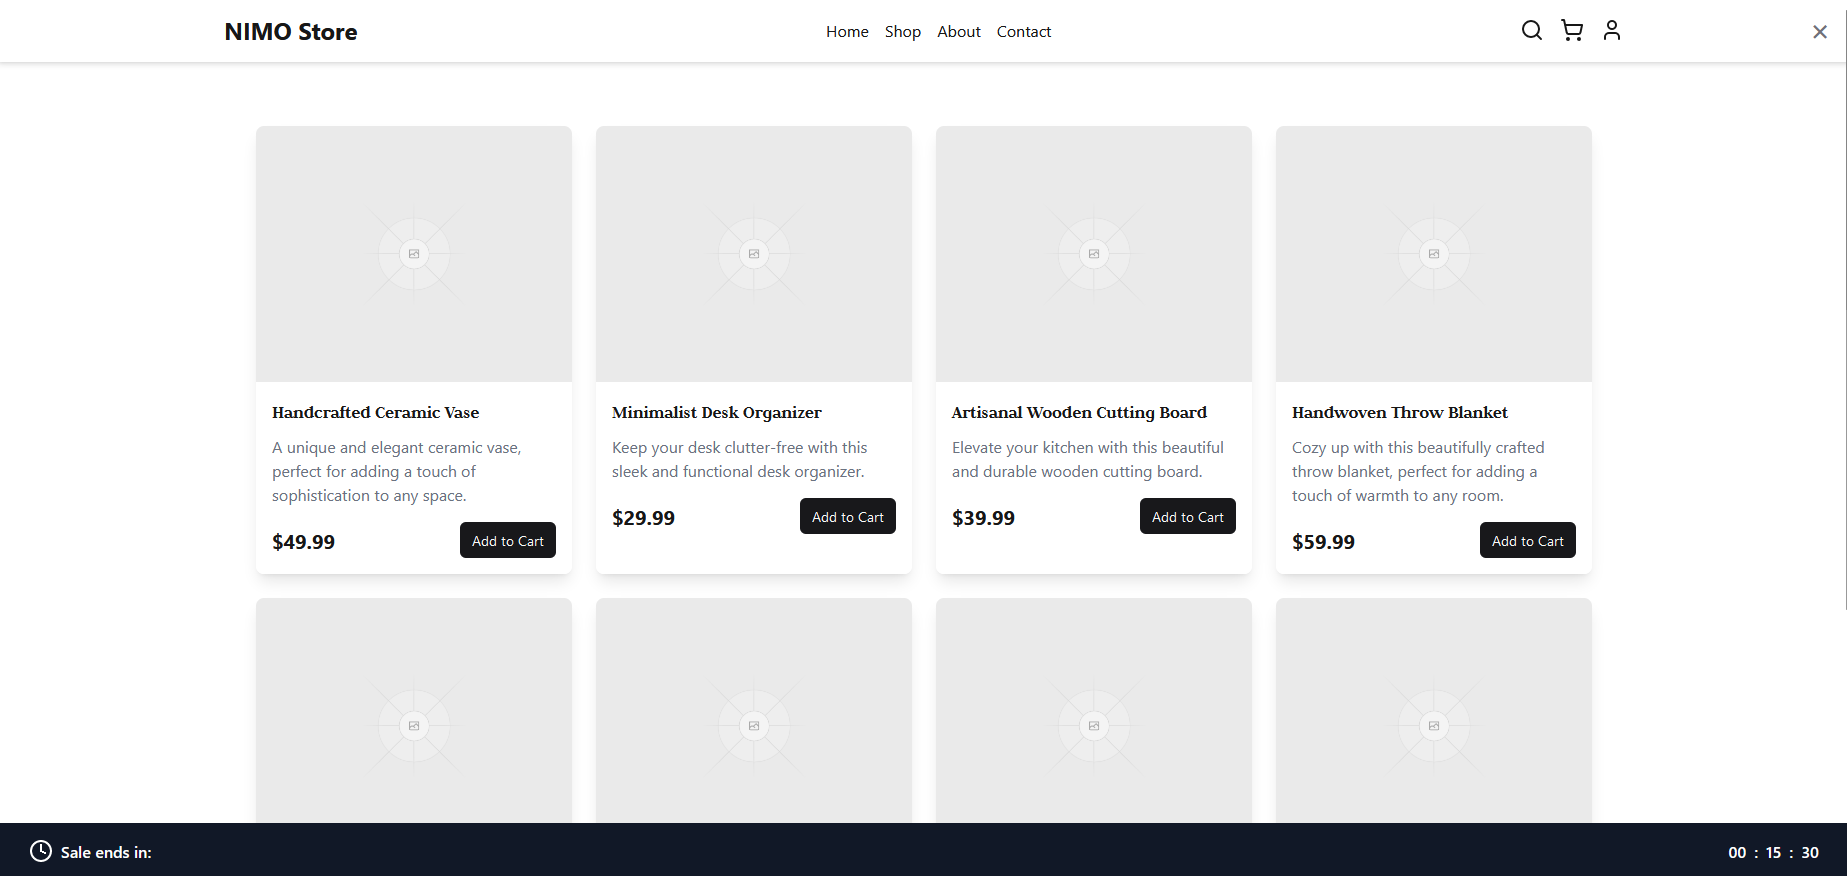 NIMO Store
Home Shop About Contact
Handcrafted Ceramic Vase
A unique and elegant ceramic vase,
perfect for adding a touch of
sophistication to any space.
$49.99
Add to Cart
Minimalist Desk Organizer
Keep your desk clutter-free with this
sleek and functional desk organizer.
$29.99
Add to Cart
Artisanal Wooden Cutting Board
Elevate your kitchen with this beautiful
and durable wooden cutting board.
$39.99
Add to Cart
Handwoven Throw Blanket
Cozy up with this beautifully crafted
throw blanket, perfect for adding a
touch of warmth to any room.
$59.99
Add to Cart
Sale ends in:
00 : 15 : 30